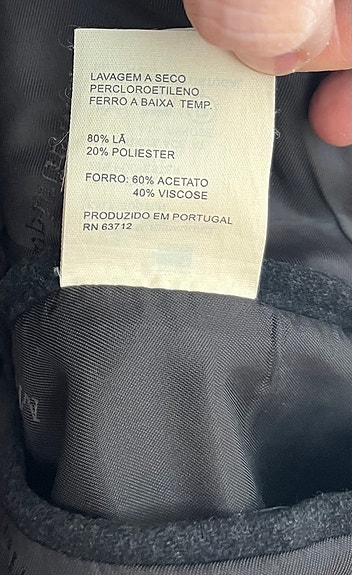 LAVAGEM A SECO
PERCLOROETILENO
FERRO A BAIXA TEMP.
80% LÃ
20% POLIESTER
FORRO: 60% ACETATO
40% VISCOSE
PRODUZIDO EM PORTUGAL
RN 63712